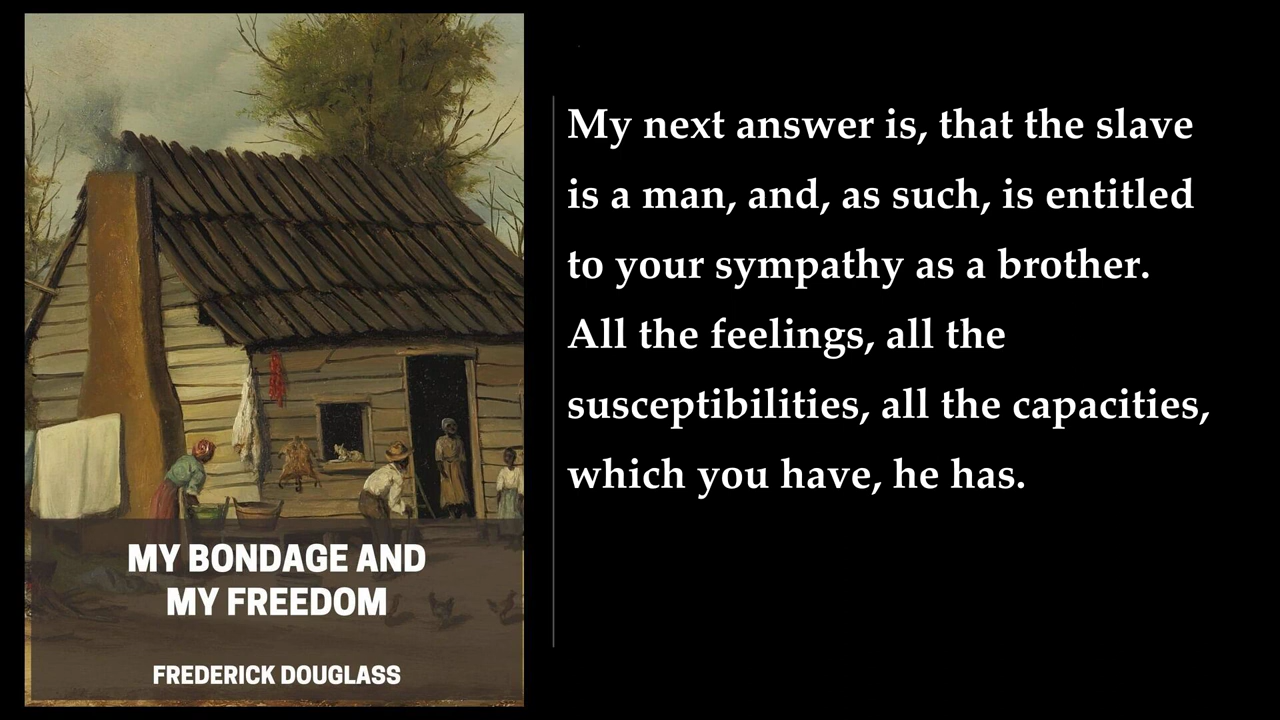 My next answer is, that the slave
is a man, and, as such, is entitled
to your sympathy as a brother.
All the feelings, all the
susceptibilities, all the capacities,
which you have, he has.
MY BONDAGE AND
MY FREEDOM
FREDERICK DOUGLASS